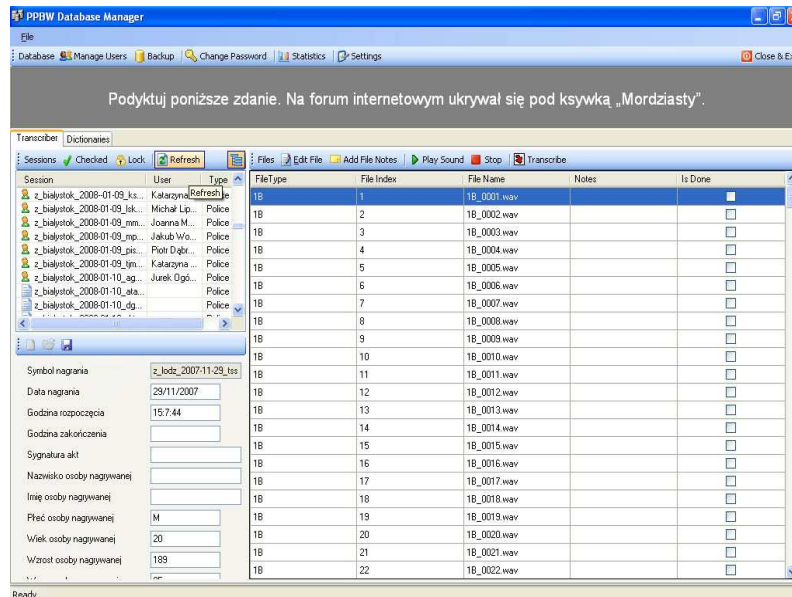 PPBW Database Manager
File
Database Manage Users Backup Change Password Statistics Settings Close &
Podyktuj poniższe zdanie. Na forum internetowym ukrywał się pod ksywką „Mordziasty”.
Transcriber Dictionaries
Sessions Checked Lock Refresh
Session User Type
z_bialystok_2008--01-09_ks... Katarzyna
Refresh
z_bialystok_2008-01-09_lsk... Michał Lip... Police
z_bialystok_2008-01-09_mm... Joanna M... Police
z_bialystok_2008-01-09_mp... Jakub Wo... Police
z_bialystok_2008-01-09_pis... Piotr Dąbr... Police
z_bialystok_2008-01-09_tjm... Katarzyna ... Police
z_bialystok_2008-01-10_ag... Jurek Ogó... Police
z_bialystok_2008-01-10_ata... Police
z_bialystok_2008-01-10_dg... Police
Symbol nagrania z_lodz_2007-11-29_tss
Data nagrania 29/11/2007
Godzina rozpoczęcia 15:7:44
Godzina zakończenia
Sygnatura akt
Nazwisko osoby nagrywanej
Imię osoby nagrywanej
Płeć osoby nagrywanej M
Wiek osoby nagrywanej 20
Wzrost osoby nagrywanej 189
Files Edit File Add File Notes Play Sound Stop Transcribe
FileType File Index File Name Notes Is Done
1B 1 1B_0001.wav
1B 2 1B_0002.wav
1B 3 1B_0003.wav
1B 4 1B_0004.wav
1B 5 1B_0005.wav
1B 6 1B_0006.wav
1B 7 1B_0007.wav
1B 8 1B_0008.wav
1B 9 1B_0009.wav
1B 10 1B_0010.wav
1B 11 1B_0011.wav
1B 12 1B_0012.wav
1B 13 1B_0013.wav
1B 14 1B_0014.wav
1B 15 1B_0015.wav
1B 16 1B_0016.wav
1B 17 1B_0017.wav
1B 18 1B_0018.wav
1B 19 1B_0019.wav
1B 20 1B_0020.wav
1B 21 1B_0021.wav
1B 22 1B_0022.wav
Ready